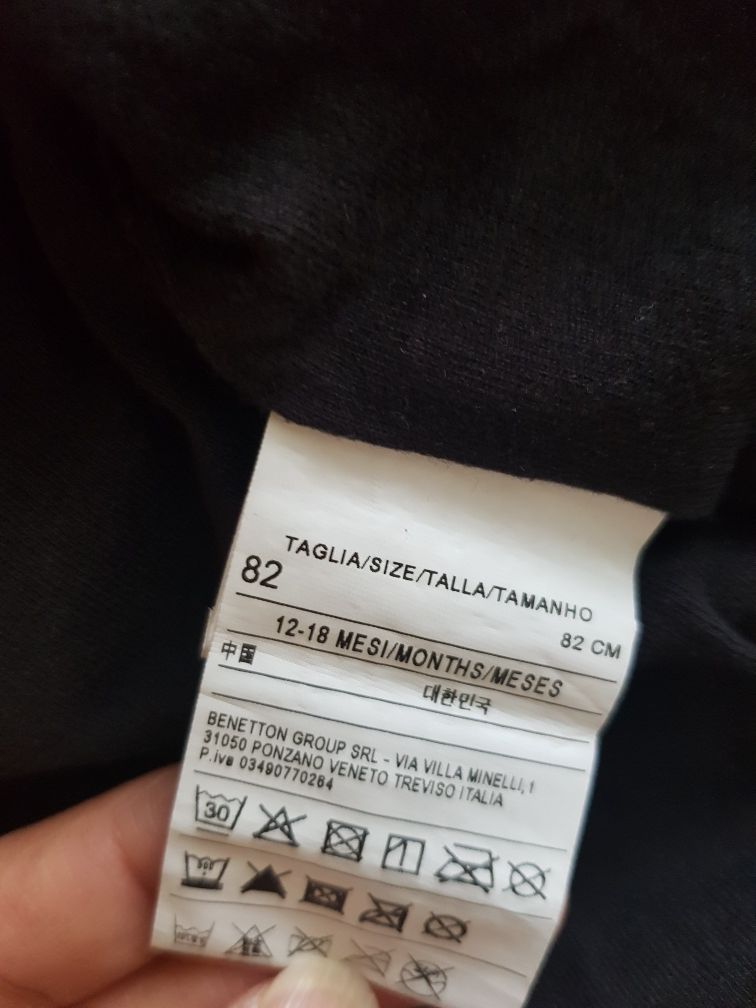 TAGLIA/SIZE/TALLA/TAMANHO
82
82 CM
12-18 MESI/MONTHS/MESES
中国
대한민국
BENETTON GROUP SRL - VIA VILLA MINELLI, 1
31050 PONZANO VENETO TREVISO ITALIA
P.iva 03490770264
30